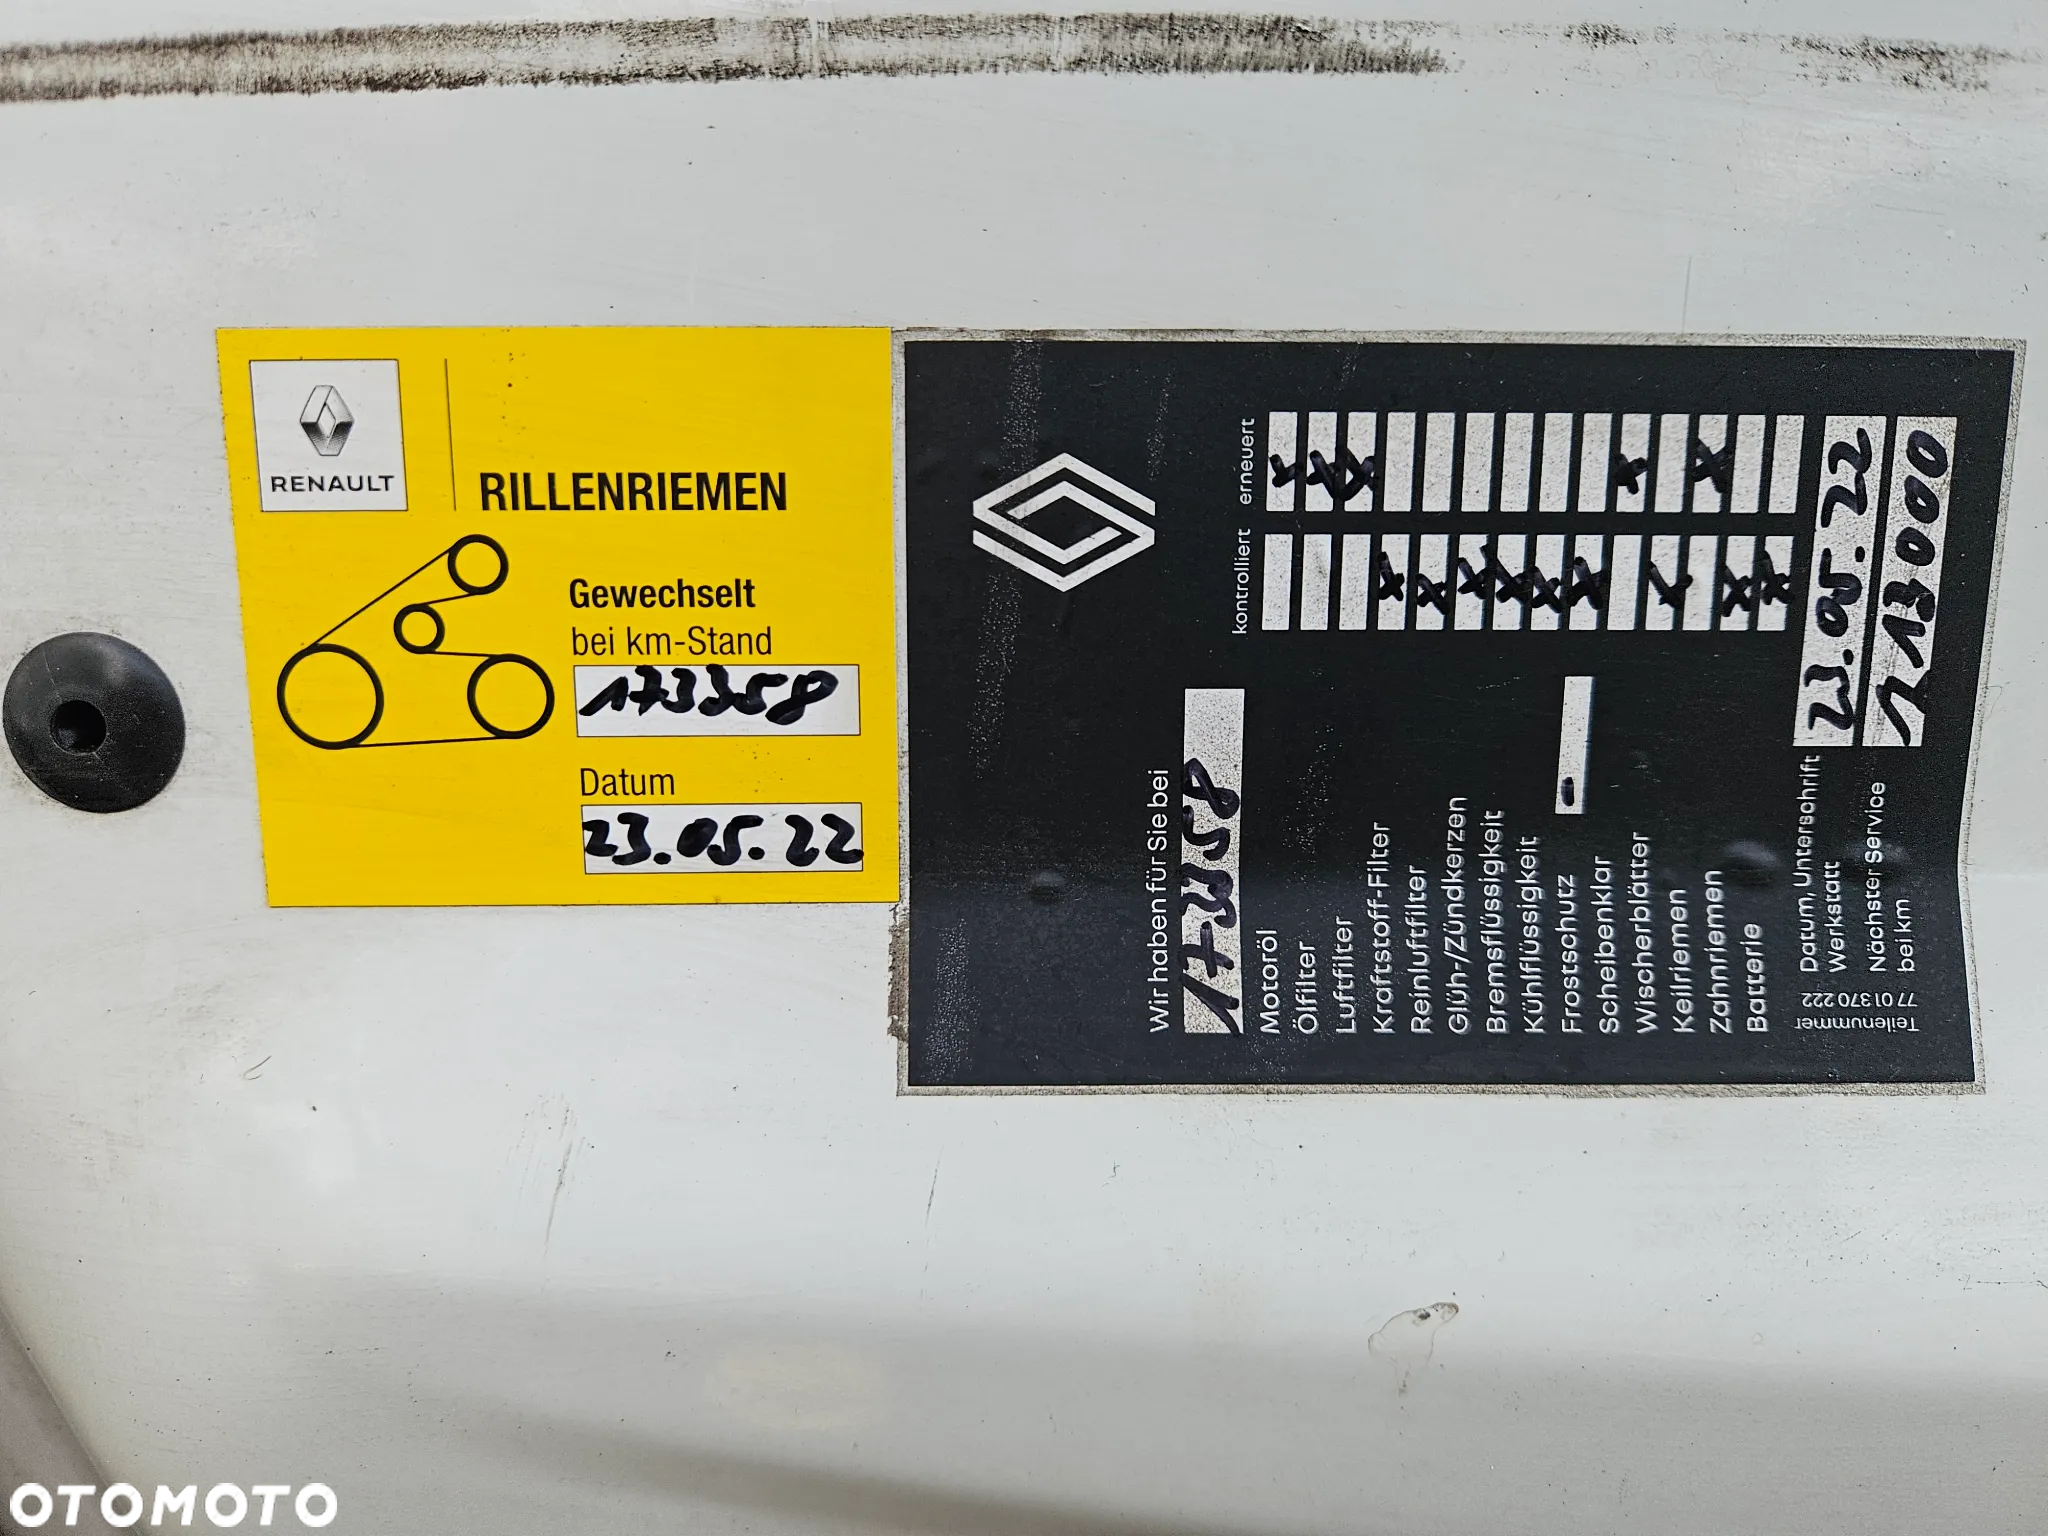 RENAULT
RILLENRIEMEN
Gewechselt
bei km-Stand
173358
Datum
23.05.22
Wir haben für Sie bei
173358
kontrolliert erneuert
Motoröl x
Ölfilter x
Luftfilter x
Kraftstoff-Filter x
Reinluftfilter x
Glüh-/Zündkerzen x
Bremsflüssigkeit x
Kühlflüssigkeit x
Frostschutz - x
Scheibenklar x
Wischerblätter x
Keilriemen x
Zahnriemen x
Batterie x
Datum, Unterschrift
Werkstatt
23.05.22
Nächster Service
bei km
Teilenummer
77 01 370 222
OTOMOTO